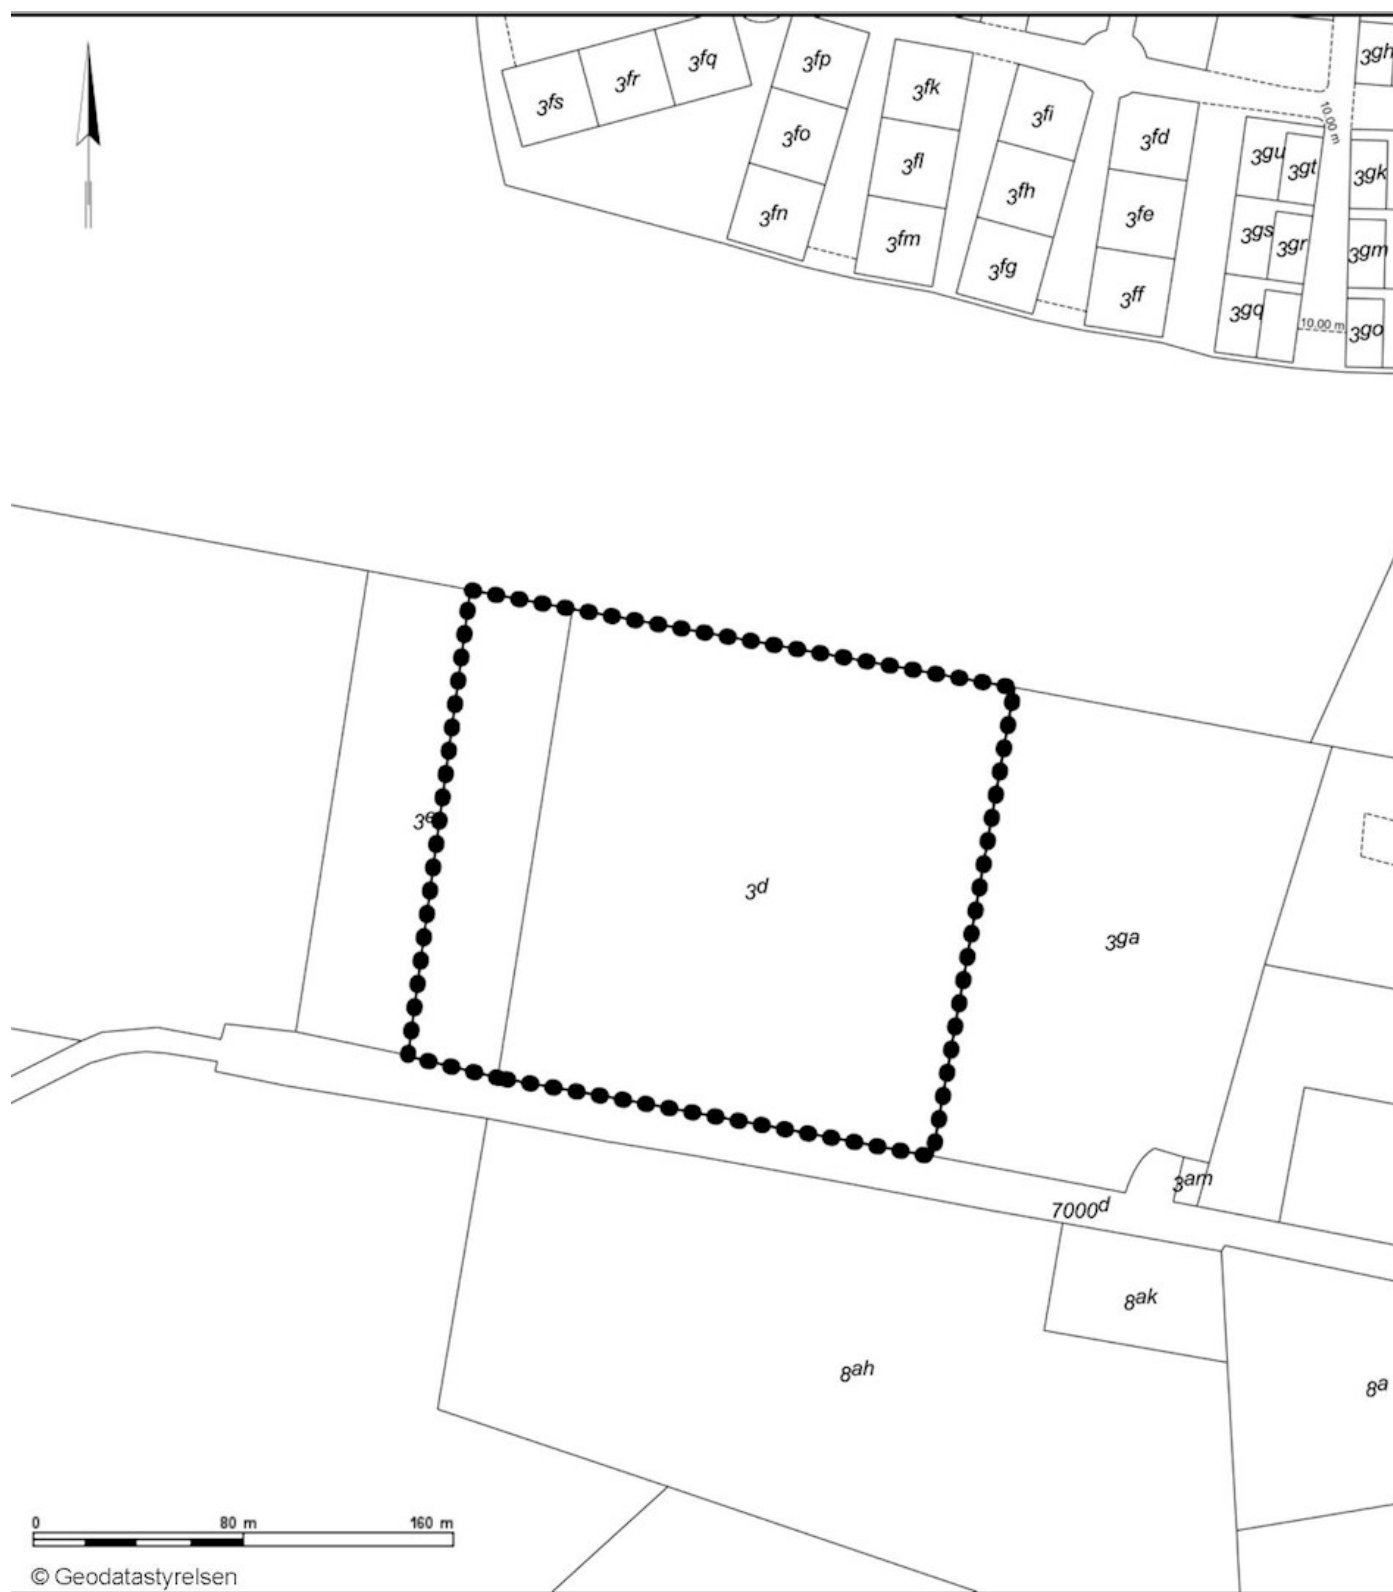 3gh
3fq
3fp
3fr
3fk
3fs
10.00 m
3fi
3fo
3fd
3gu
3fl
3gt
3gk
3fh
3fn
3fe
3gs
3fm
3gr
3gm
3fg
3ff
3gq
10.00 m
3go
3e
3d
3ga
3am
7000d
8ak
8ah
8a
0 80 m 160 m
© Geodatastyrelsen